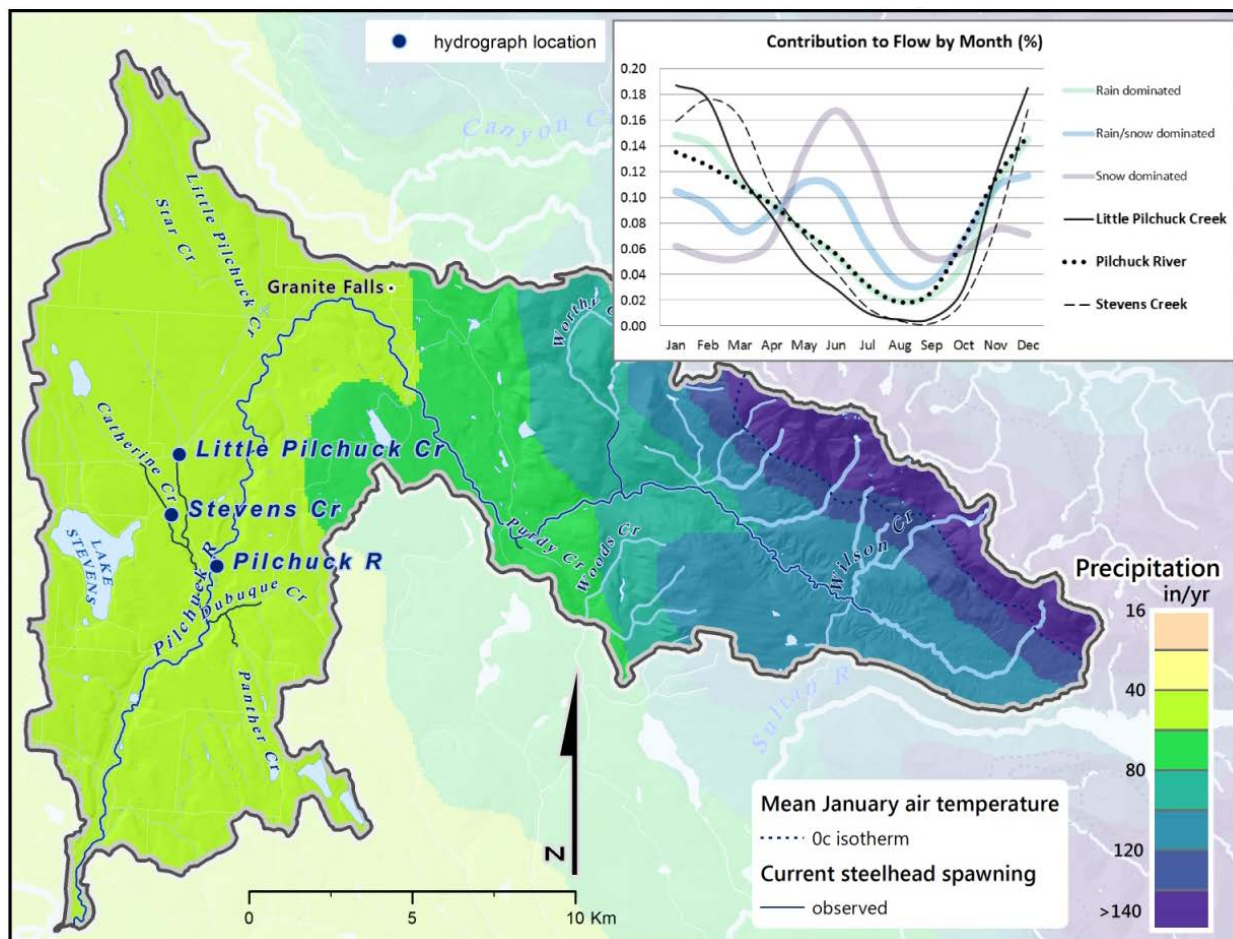 hydrograph location
Contribution to Flow by Month (%)
0.20
0.18
0.16
0.14
0.12
0.10
0.08
0.06
0.04
0.02
0.00
Jan Feb Mar Apr May Jun Jul Aug Sep Oct Nov Dec
Rain dominated
Rain/snow dominated
Snow dominated
Little Pilchuck Creek
Pilchuck River
Stevens Creek
Little Pilchuck Cr
Star Cr
Granite Falls
Catherine Cr
Little Pilchuck Cr
Stevens Cr
LAKE
STEVENS
Pilchuck R
Pilchuck R
Dubuque Cr
Panther Cr
Purdy Cr
Woods Cr
Wilson Cr
Sultan R
N
0 5 10 Km
Mean January air temperature
0c isotherm
Current steelhead spawning
observed
Precipitation
in/yr
16
40
80
120
>140